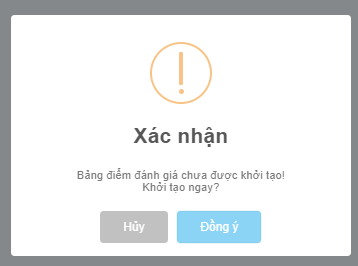 Xác nhận
Bảng điểm đánh giá chưa được khởi tạo!
Khởi tạo ngay?
Hủy
Đồng ý